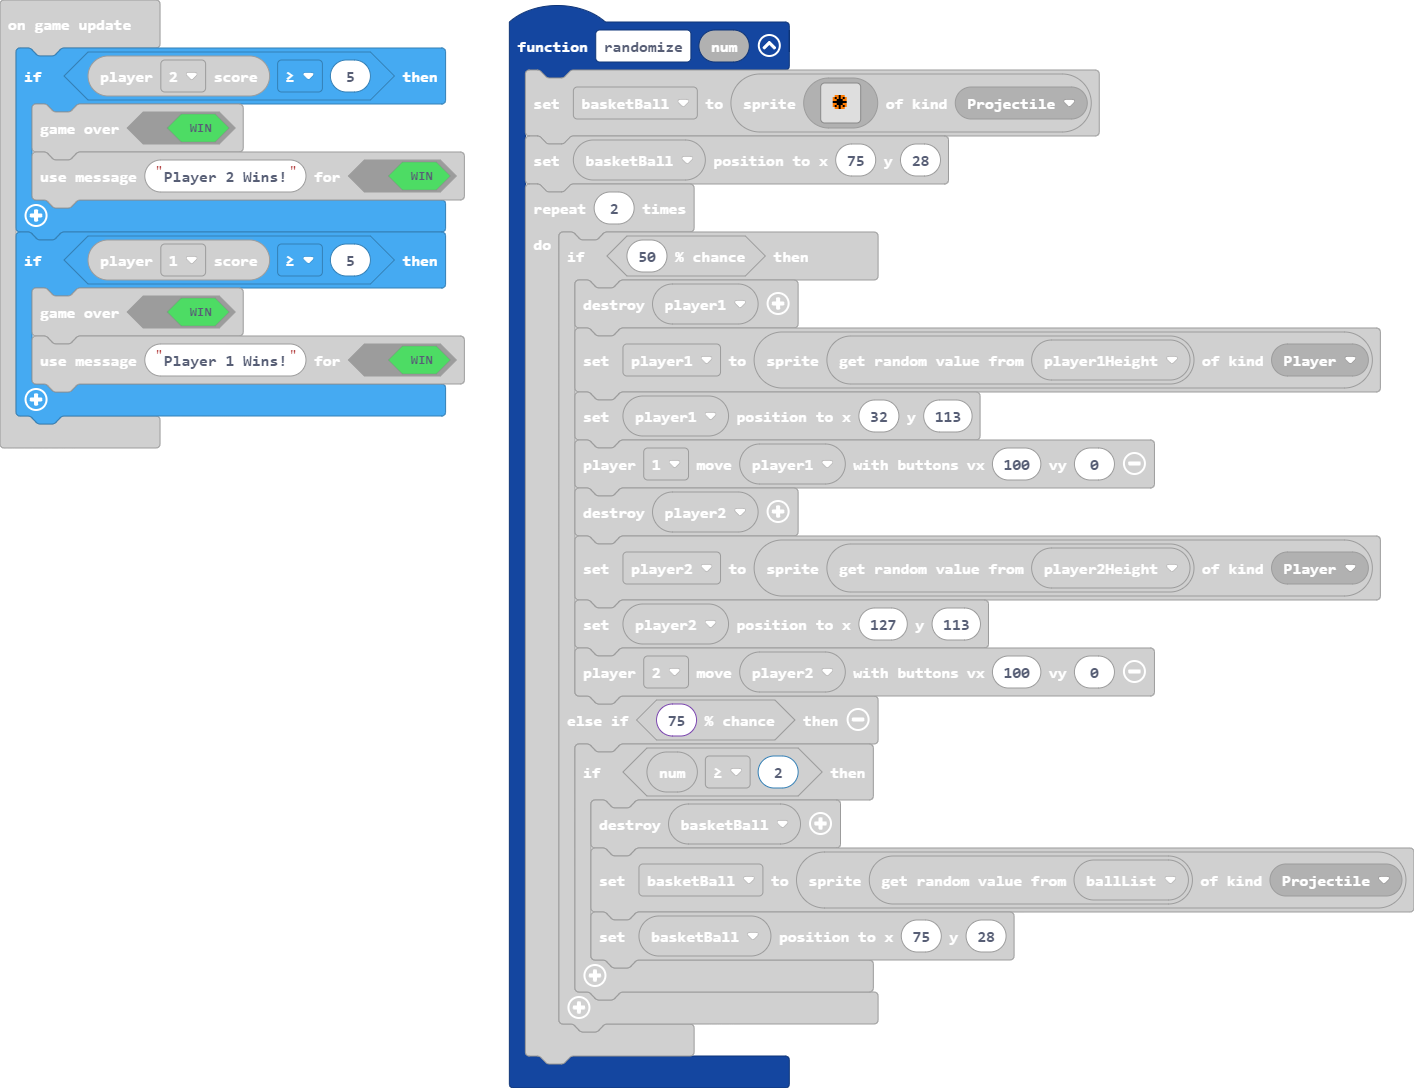 on game update
if player 2 score ≥ 5 then
game over WIN
use message "Player 2 Wins!" for WIN
if player 1 score ≥ 5 then
game over WIN
use message "Player 1 Wins!" for WIN
function randomize num
set basketBall to sprite of kind Projectile
set basketBall position to x 75 y 28
repeat 2 times
do
if 50 % chance then
destroy player1
set player1 to sprite get random value from player1Height of kind Player
set player1 position to x 32 y 113
player 1 move player1 with buttons vx 100 vy 0
destroy player2
set player2 to sprite get random value from player2Height of kind Player
set player2 position to x 127 y 113
player 2 move player2 with buttons vx 100 vy 0
else if 75 % chance then
if num ≥ 2 then
destroy basketBall
set basketBall to sprite get random value from ballList of kind Projectile
set basketBall position to x 75 y 28